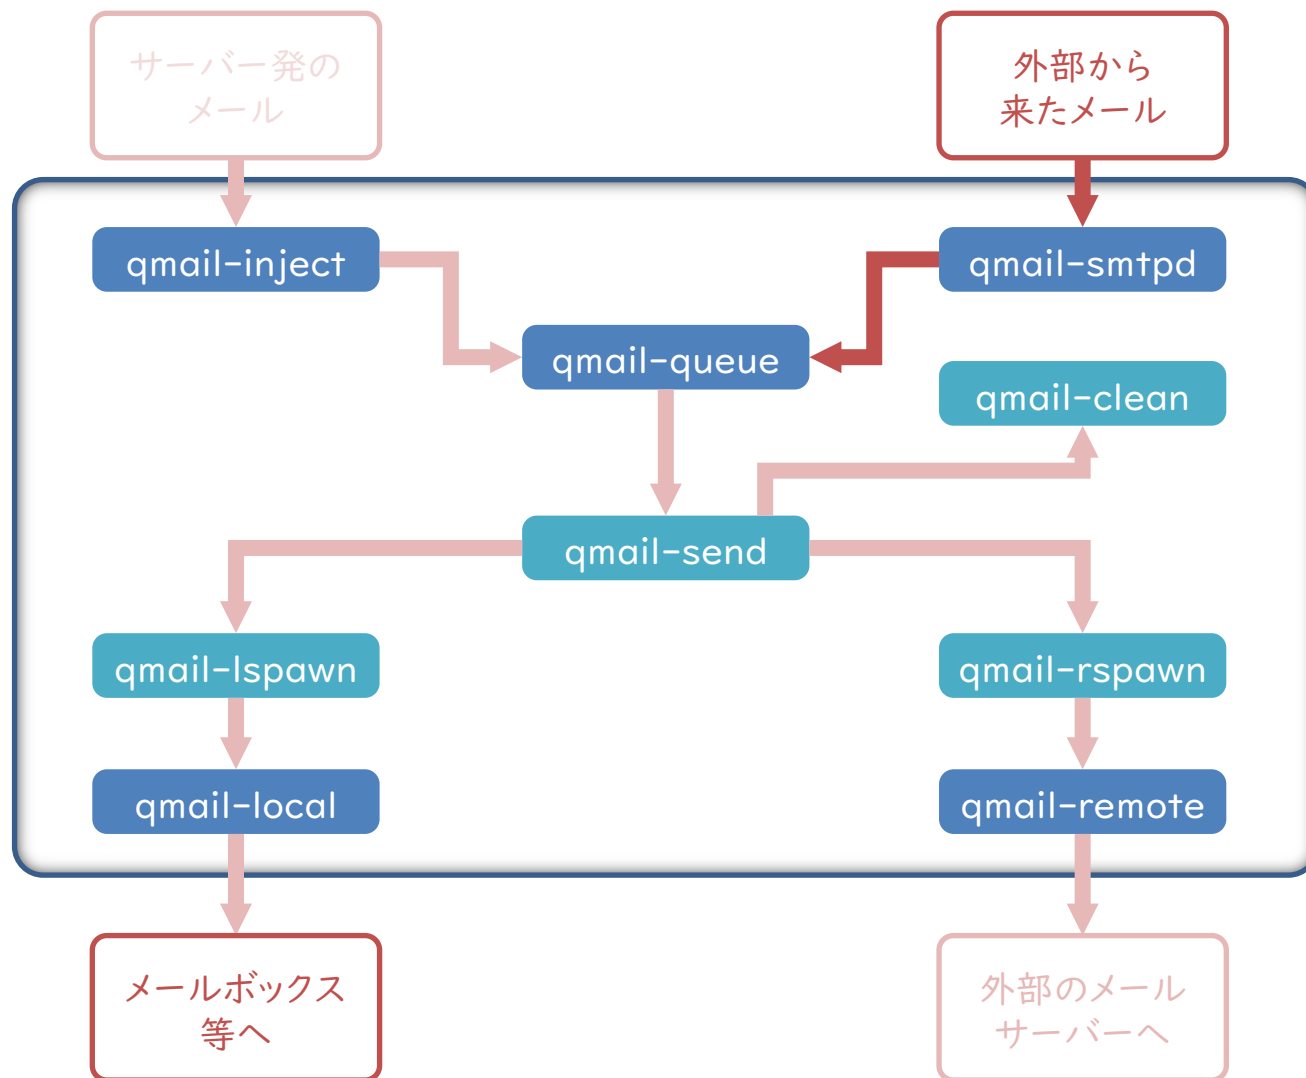 サーバー発の
メール
外部から
来たメール
qmail-inject
qmail-smtpd
qmail-queue
qmail-clean
qmail-send
qmail-lspawn
qmail-rspawn
qmail-local
qmail-remote
メールボックス
等へ
外部のメール
サーバーへ